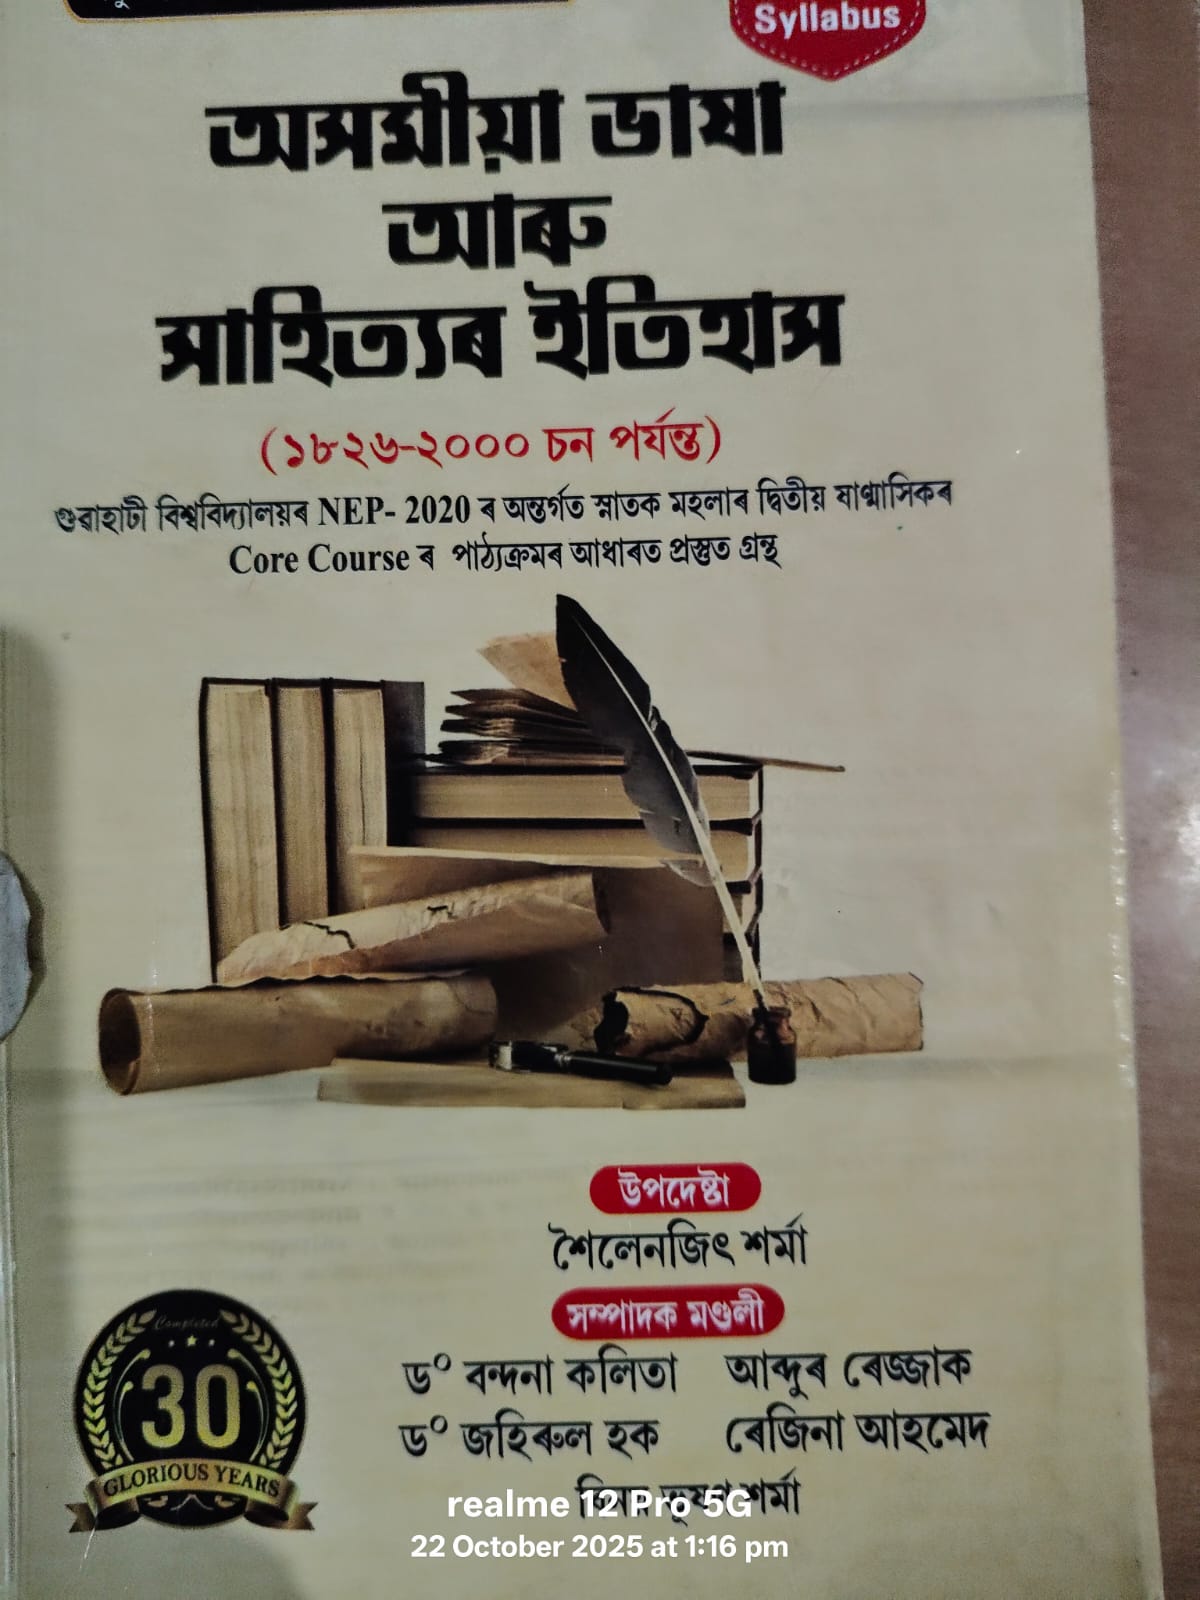 Syllabus
অসমীয়া ভাষা
আৰু
সাহিত্যৰ ইতিহাস
(১৮২৬-২০০০ চন পৰ্যন্ত)
গুৱাহাটী বিশ্ববিদ্যালয়ৰ NEP- 2020 ৰ অন্তৰ্গত স্নাতক মহলাৰ দ্বিতীয় ষাণ্মাসিকৰ
Core Course ৰ পাঠ্যক্ৰমৰ আধাৰত প্ৰস্তুত গ্ৰন্থ
উপদেষ্টা
শৈলেনজিৎ শৰ্মা
সম্পাদক মণ্ডলী
ড° বন্দনা কলিতা আব্দুৰ ৰেজ্জাক
ড° জহিৰুল হক ৰেজিনা আহমেদ
শৰ্মা
Completed
30
GLORIOUS YEARS
realme 12 Pro 5G
22 October 2025 at 1:16 pm